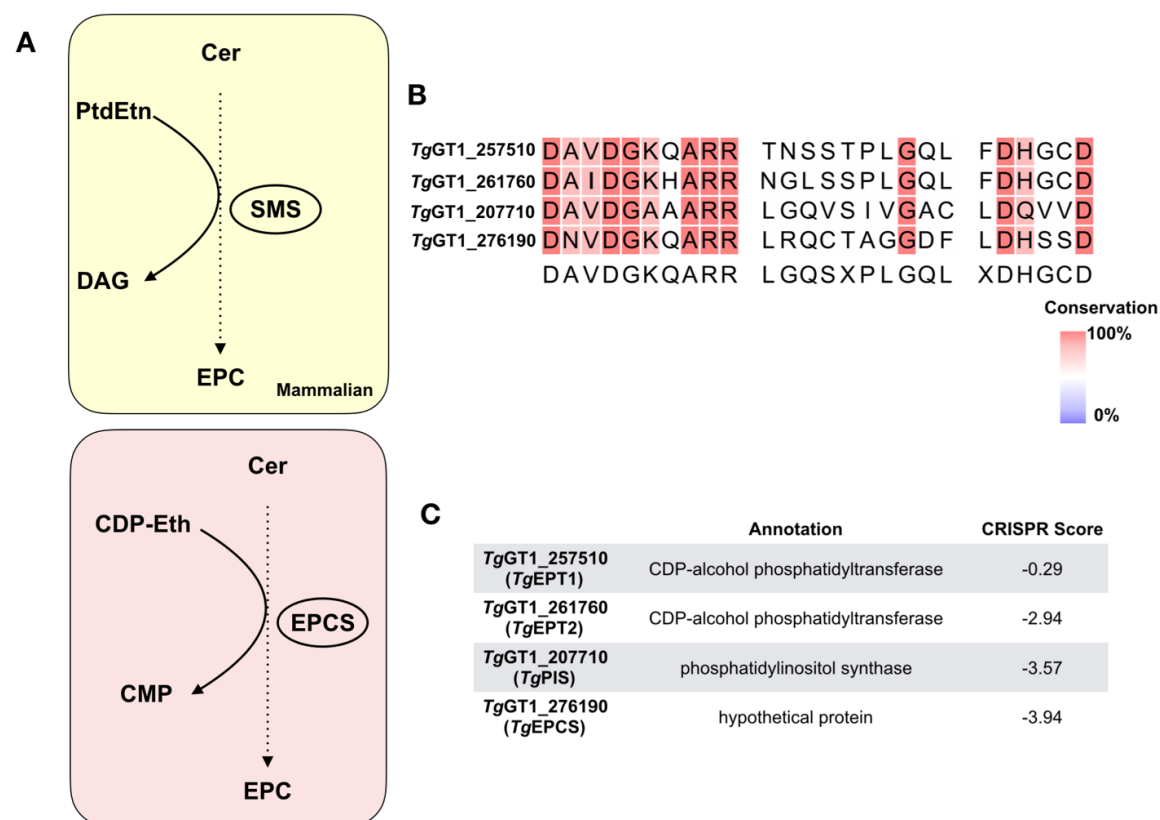 A
Cer
PtdEtn
SMS
DAG
EPC
Mammalian
Cer
CDP-Eth
EPCS
CMP
EPC
B
TgGT1_257510 DAVDGKQARR TNSSTPLGQL FDHGCD
TgGT1_261760 DAIDGKHARR NGLSSPLGQL FDHGCD
TgGT1_207710 DAVDGAAARR LGQVSIVGAC LDQVVD
TgGT1_276190 DNVDGKQARR LRQCTAGGDF LDHSSD
DAVDGKQARR LGQSXPLGQL XDHGCD
Conservation
100%
0%
C
Annotation CRISPR Score
TgGT1_257510
(TgEPT1) CDP-alcohol phosphatidyltransferase -0.29
TgGT1_261760
(TgEPT2) CDP-alcohol phosphatidyltransferase -2.94
TgGT1_207710
(TgPIS) phosphatidylinositol synthase -3.57
TgGT1_276190
(TgEPCS) hypothetical protein -3.94